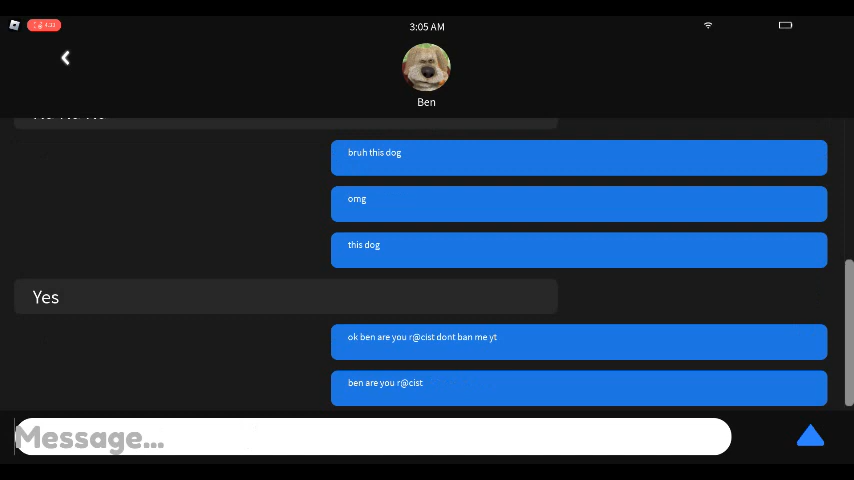 3:05 AM
Ben
bruh this dog
omg
this dog
Yes
ok ben are you r@cist dont ban me yt
ben are you r@cist
Message...